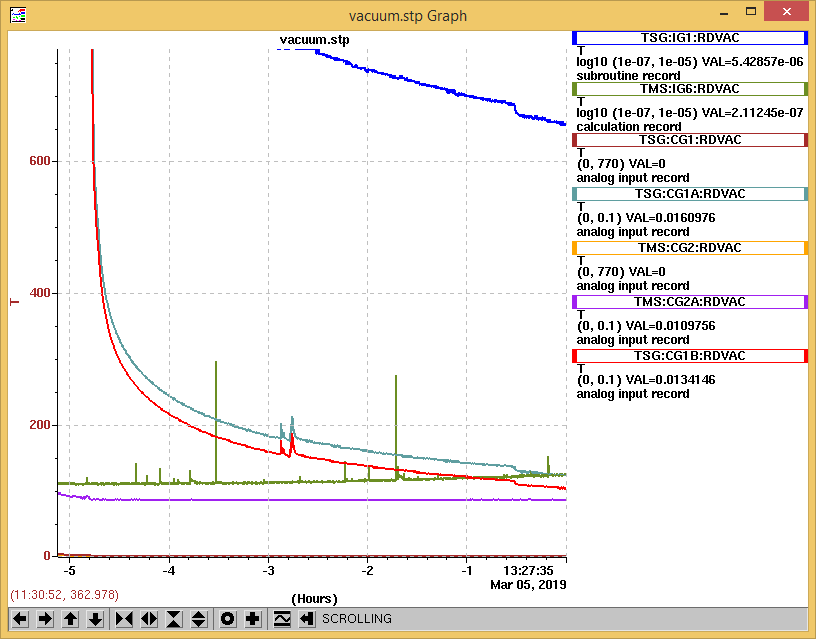 vacuum.stp Graph
vacuum.stp
600
400
200
0
T
-5
-4
-3
-2
-1
13:27:35
Mar 05, 2019
(Hours)
(11:30:52, 362.978)
SCROLLING
TSG:IG1:RDVAC
T
log10 (1e-07, 1e-05) VAL=5.42857e-06
subroutine record
TMS:IG6:RDVAC
T
log10 (1e-07, 1e-05) VAL=2.11245e-07
calculation record
TSG:CG1:RDVAC
T
(0, 770) VAL=0
analog input record
TSG:CG1A:RDVAC
T
(0, 0.1) VAL=0.0160976
analog input record
TMS:CG2:RDVAC
T
(0, 770) VAL=0
analog input record
TMS:CG2A:RDVAC
T
(0, 0.1) VAL=0.0109756
analog input record
TSG:CG1B:RDVAC
T
(0, 0.1) VAL=0.0134146
analog input record